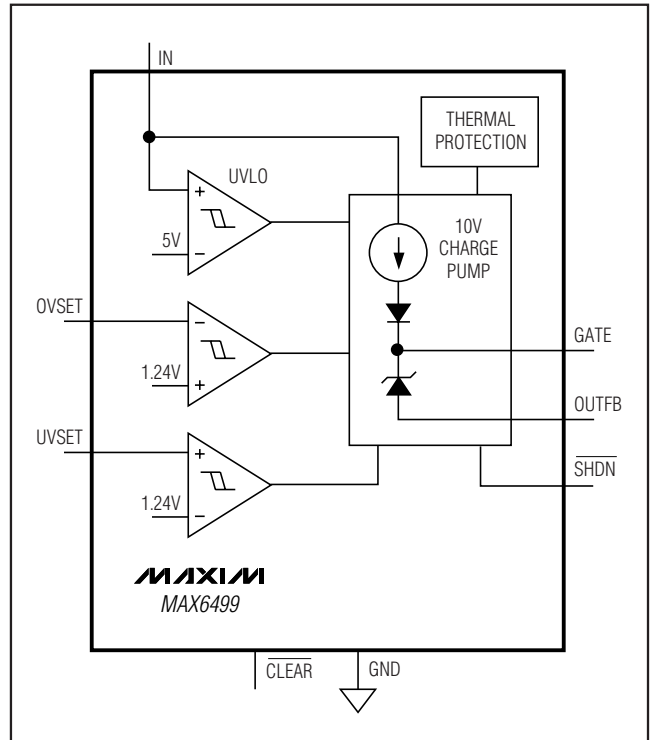 IN
THERMAL
PROTECTION
UVLO
+
5V
−
10V
CHARGE
PUMP
OVSET
−
1.24V
+
GATE
OUTFB
UVSET
+
1.24V
−
SHDN
MAXIM
MAX6499
CLEAR
GND